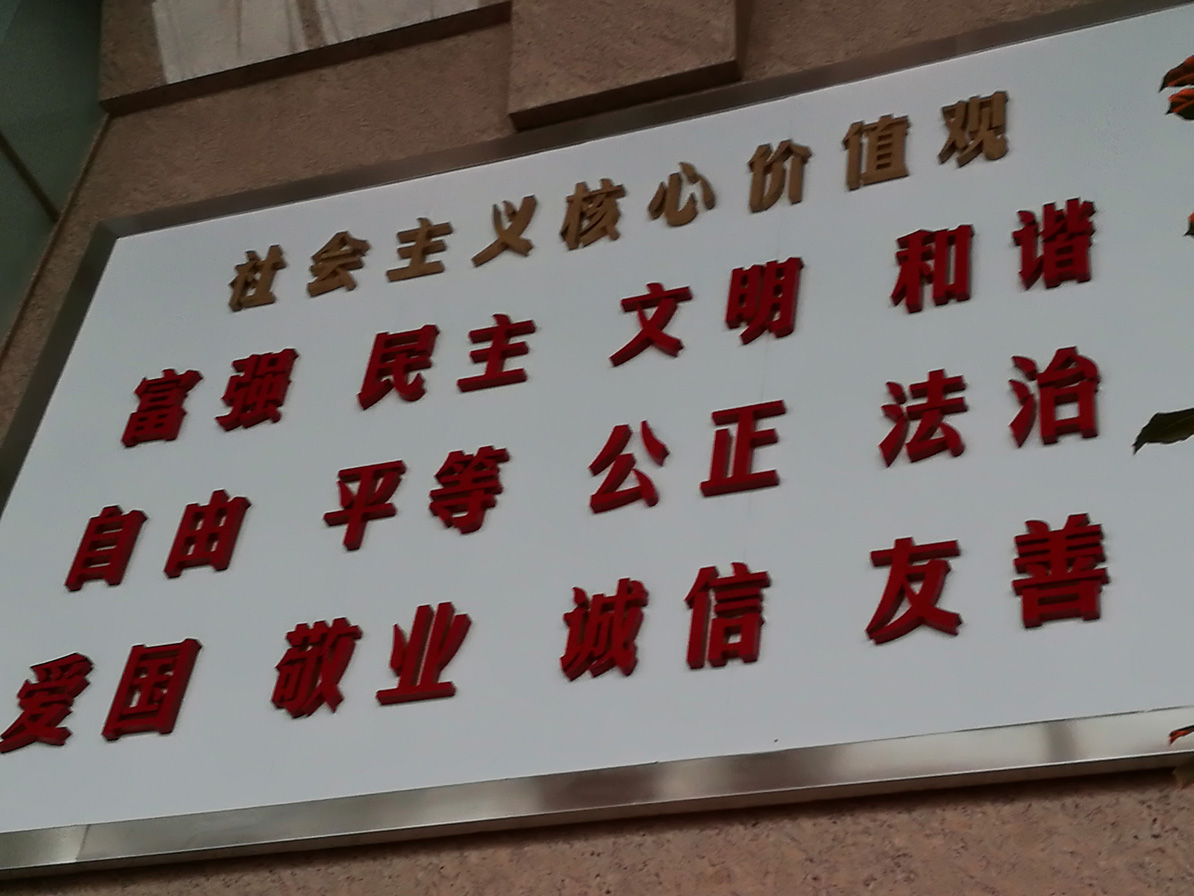 社会主义核心价值观
富强 民主 文明 和谐
自由 平等 公正 法治
爱国 敬业 诚信 友善